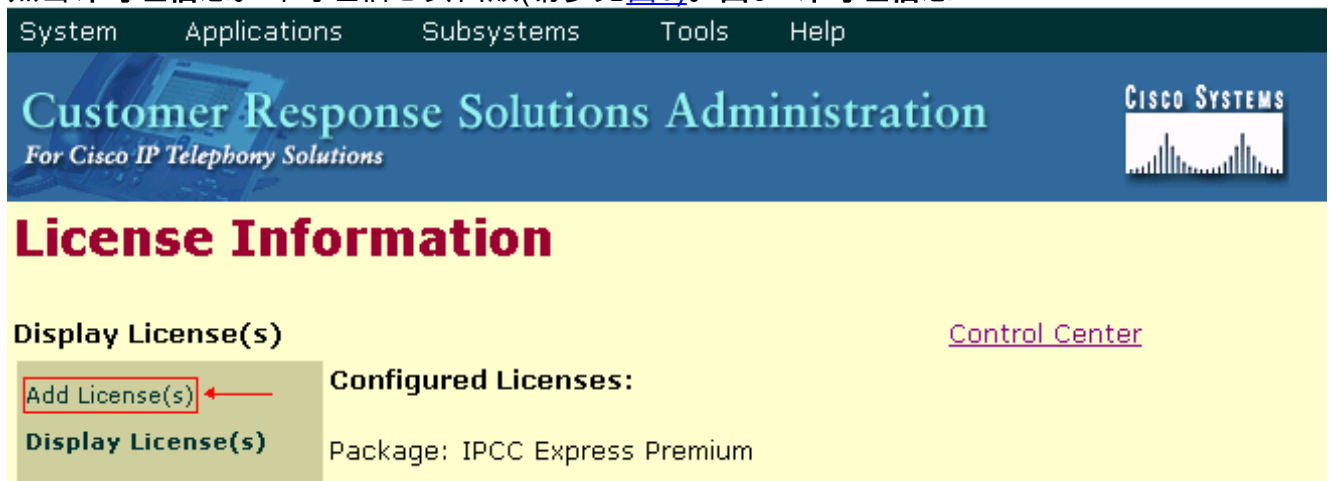 System Applications Subsystems Tools Help
Customer Response Solutions Administration
For Cisco IP Telephony Solutions
CISCO SYSTEMS
License Information
Display License(s)
Control Center
Add License(s)
Configured Licenses:
Display License(s)
Package: IPCC Express Premium